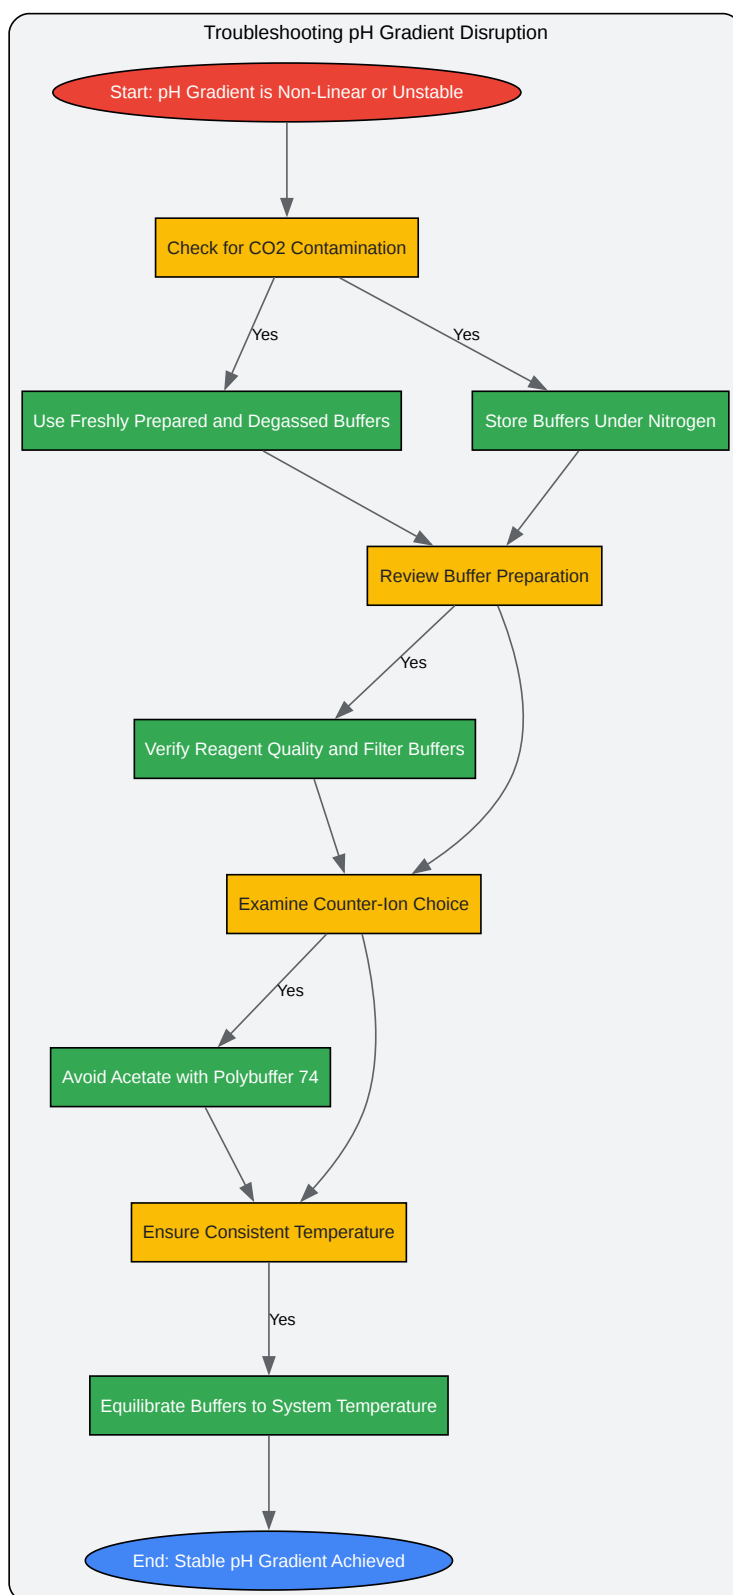 Troubleshooting pH Gradient Disruption
Start: pH Gradient is Non-Linear or Unstable
Check for CO2 Contamination
Yes
Yes
Use Freshly Prepared and Degassed Buffers
Store Buffers Under Nitrogen
Review Buffer Preparation
Yes
Verify Reagent Quality and Filter Buffers
Examine Counter-Ion Choice
Yes
Avoid Acetate with Polybuffer 74
Ensure Consistent Temperature
Yes
Equilibrate Buffers to System Temperature
End: Stable pH Gradient Achieved